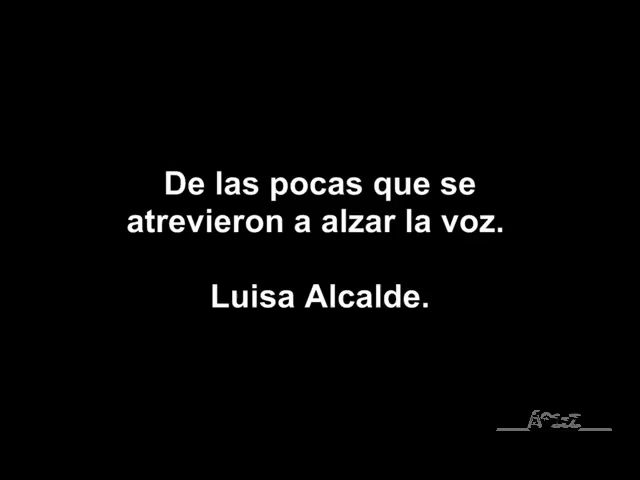 De las pocas que se
atrevieron a alzar la voz.
Luisa Alcalde.